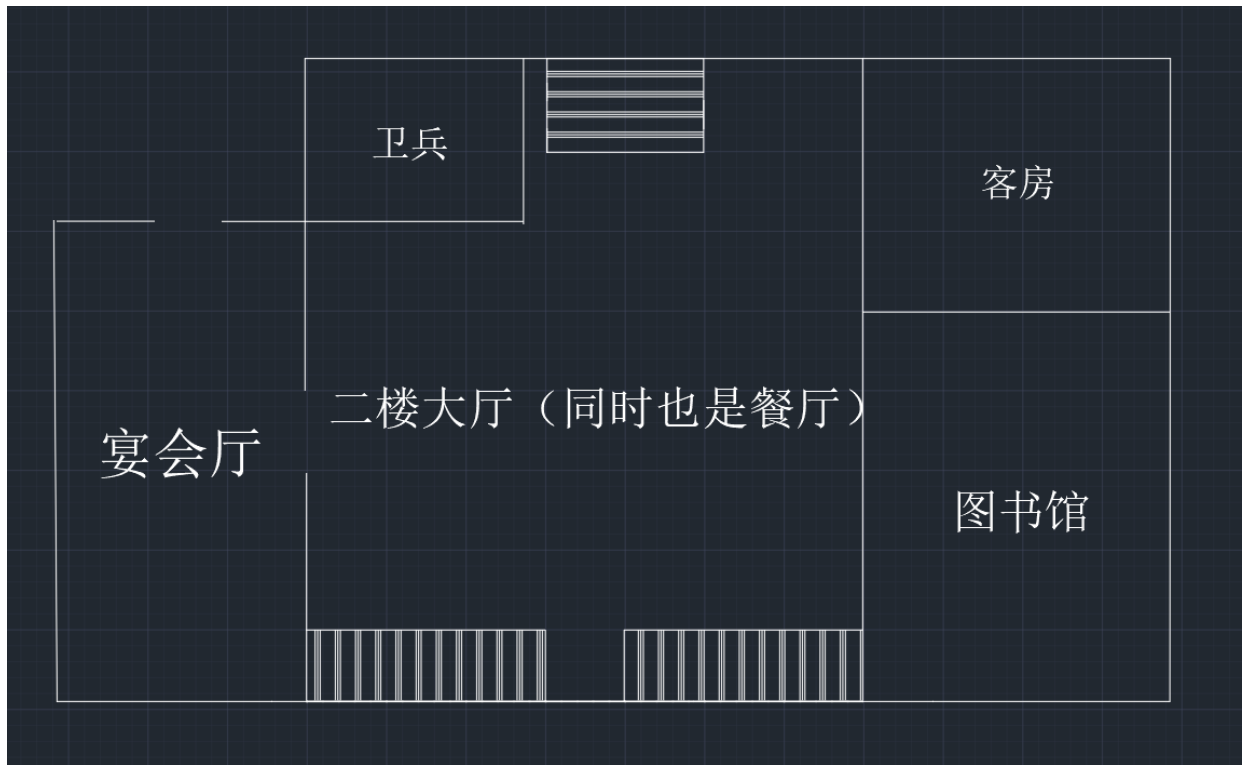 卫兵
客房
二楼大厅（同时也是餐厅）
宴会厅
图书馆